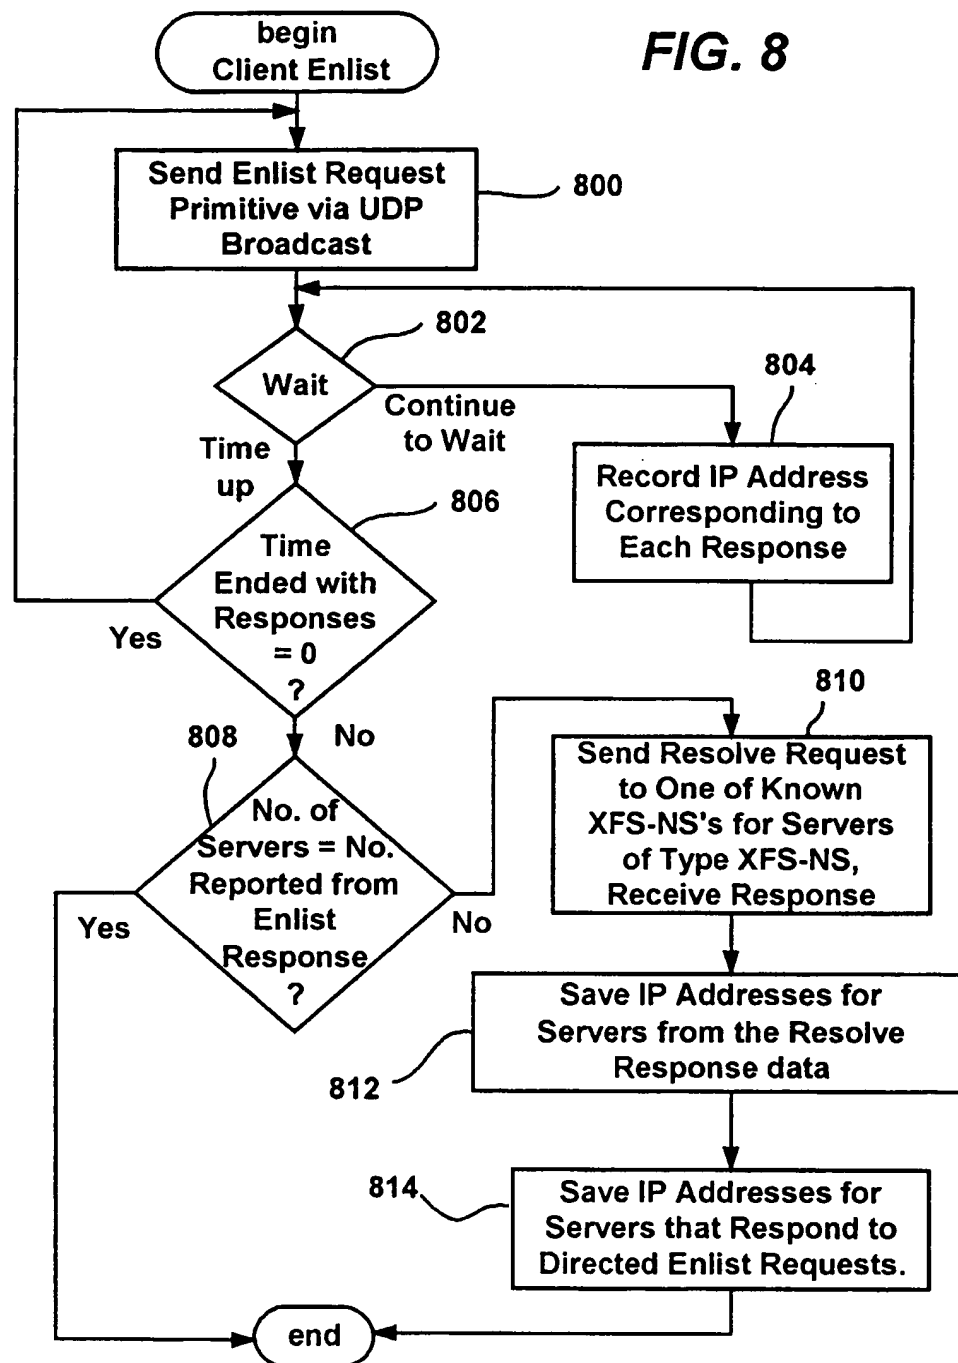 begin
Client Enlist
FIG. 8
Send Enlist Request
Primitive via UDP
Broadcast
800
802
Wait
Continue
to Wait
804
Record IP Address
Corresponding to
Each Response
Time
up
806
Time
Ended with
Responses
= 0
?
Yes
No
808
No. of
Servers = No.
Reported from
Enlist
Response
?
Yes
No
810
Send Resolve Request
to One of Known
XFS-NS's for Servers
of Type XFS-NS,
Receive Response
Save IP Addresses for
Servers from the Resolve
Response data
812
814
Save IP Addresses for
Servers that Respond to
Directed Enlist Requests.
end